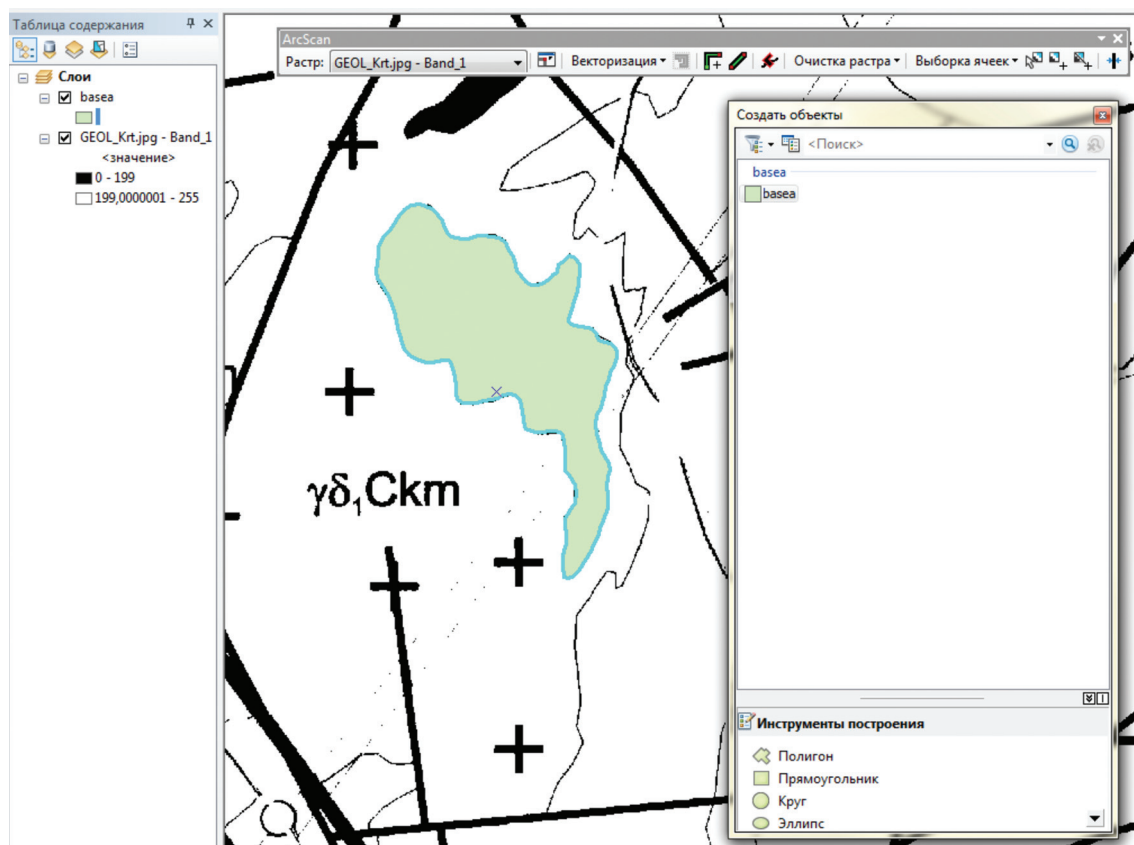 Таблица содержания
Слои
basea
GEOL_Krt.jpg - Band_1
<значение>
0 - 199
199,0000001 - 255
ArcScan
Растр: GEOL_Krt.jpg - Band_1 Векторизация Очистка растра Выборка ячеек
Создать объекты
<Поиск>
basea
basea
γδ₁Ckm
Инструменты построения
Полигон
Прямоугольник
Круг
Эллипс